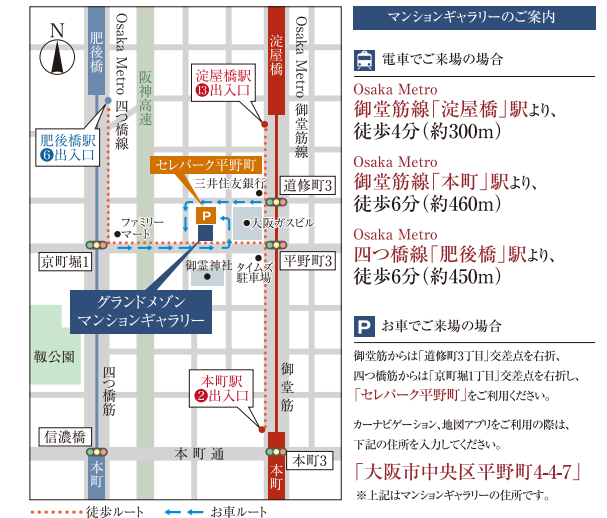 N
肥後橋
Osaka Metro 四つ橋線
阪神高速
淀屋橋駅
⓭出入口
淀屋橋
Osaka Metro 御堂筋線
肥後橋駅
❻出入口
セレパーク平野町
三井住友銀行
道修町3
P
ファミリー
マート
大阪ガスビル
京町堀1
御霊神社
タイムズ
駐車場
平野町3
グランドメゾン
マンションギャラリー
靱公園
四つ橋筋
本町駅
❷出入口
御堂筋
信濃橋
本町
本町通
本町
本町3
徒歩ルート
お車ルート
マンションギャラリーのご案内
電車でご来場の場合
Osaka Metro
御堂筋線「淀屋橋」駅より、
徒歩4分（約300m）
Osaka Metro
御堂筋線「本町」駅より、
徒歩6分（約460m）
Osaka Metro
四つ橋線「肥後橋」駅より、
徒歩6分（約450m）
P お車でご来場の場合
御堂筋からは「道修町3丁目」交差点を右折、
四つ橋筋からは「京町堀1丁目」交差点を右折し、
「セレパーク平野町」をご利用ください。
カーナビゲーション、地図アプリをご利用の際は、
下記の住所を入力してください。
「大阪市中央区平野町4-4-7」
※上記はマンションギャラリーの住所です。